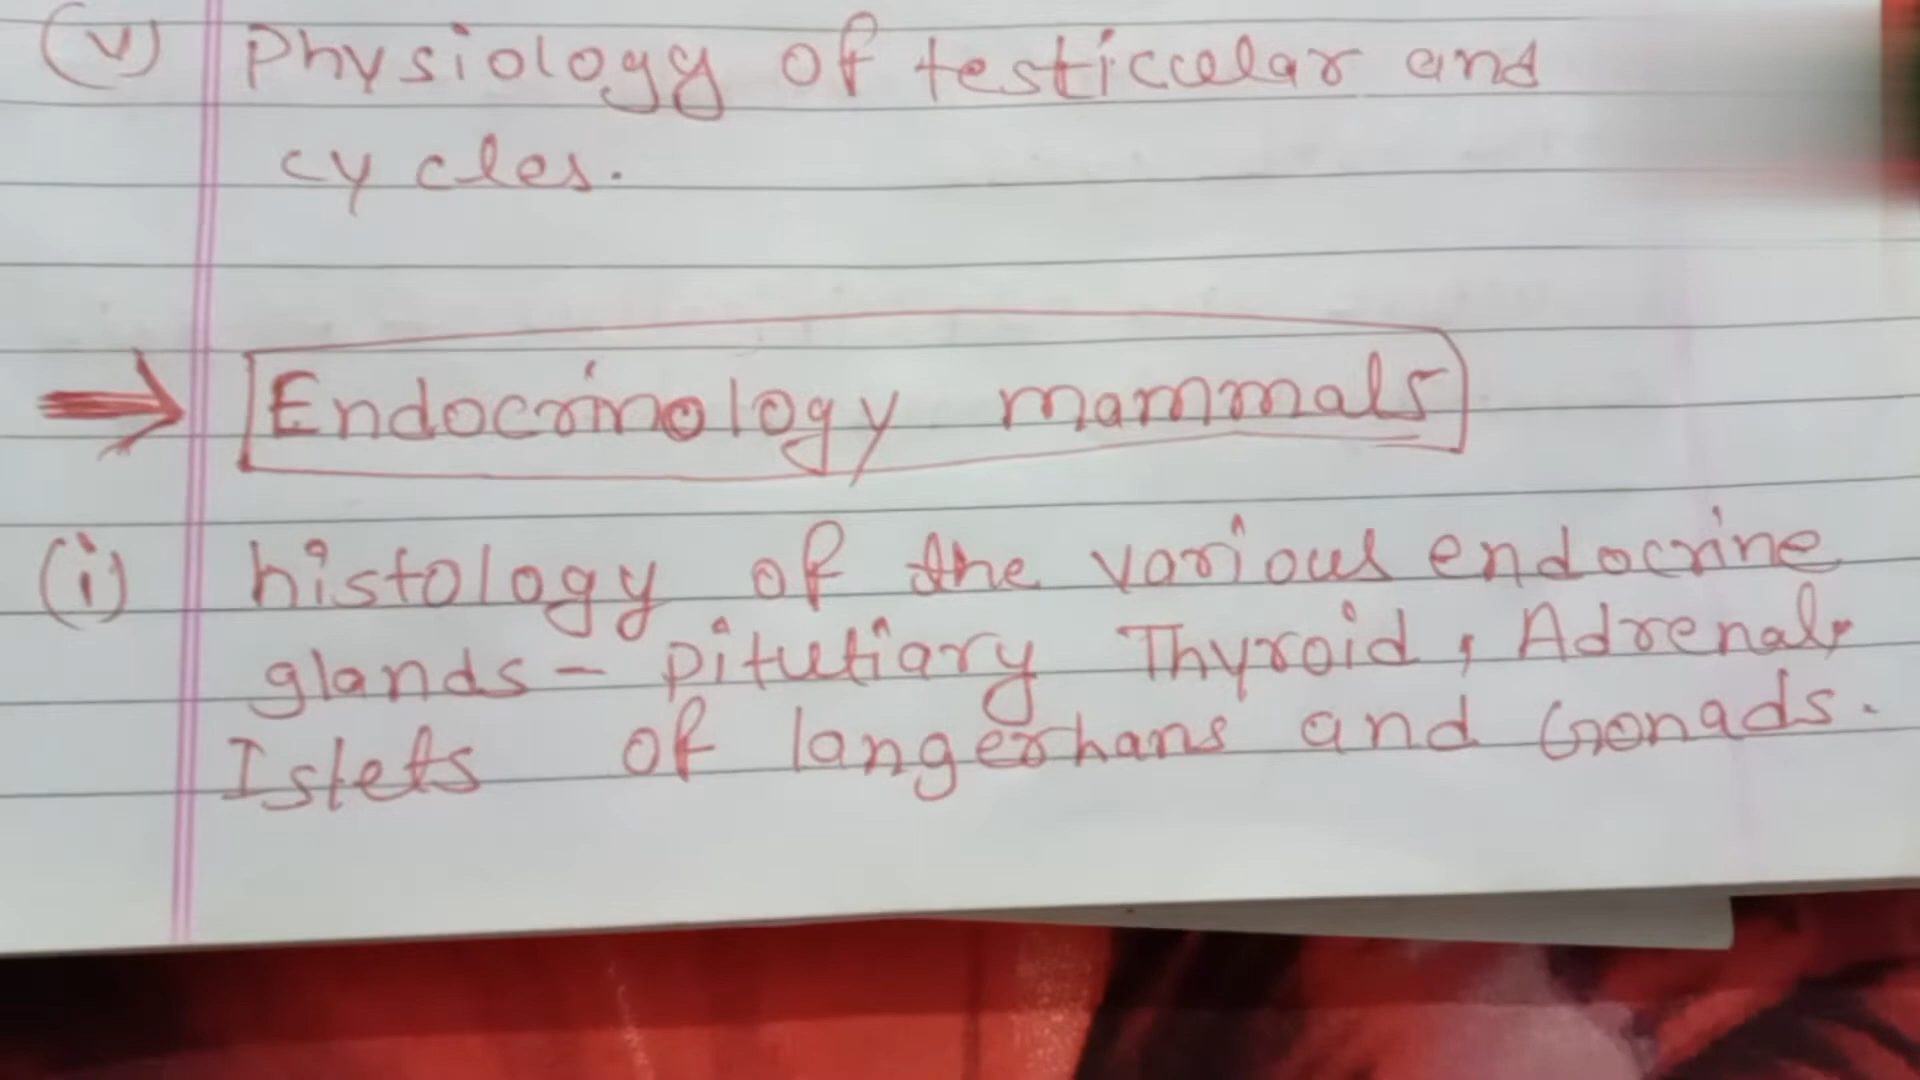 (v) Physiology of testicular and
cycles.
Endocrinology mammals
(i) histology of the various endocrine
glands - pitutiary Thyroid, Adrenal,
Islets of langerhans and Gonads.